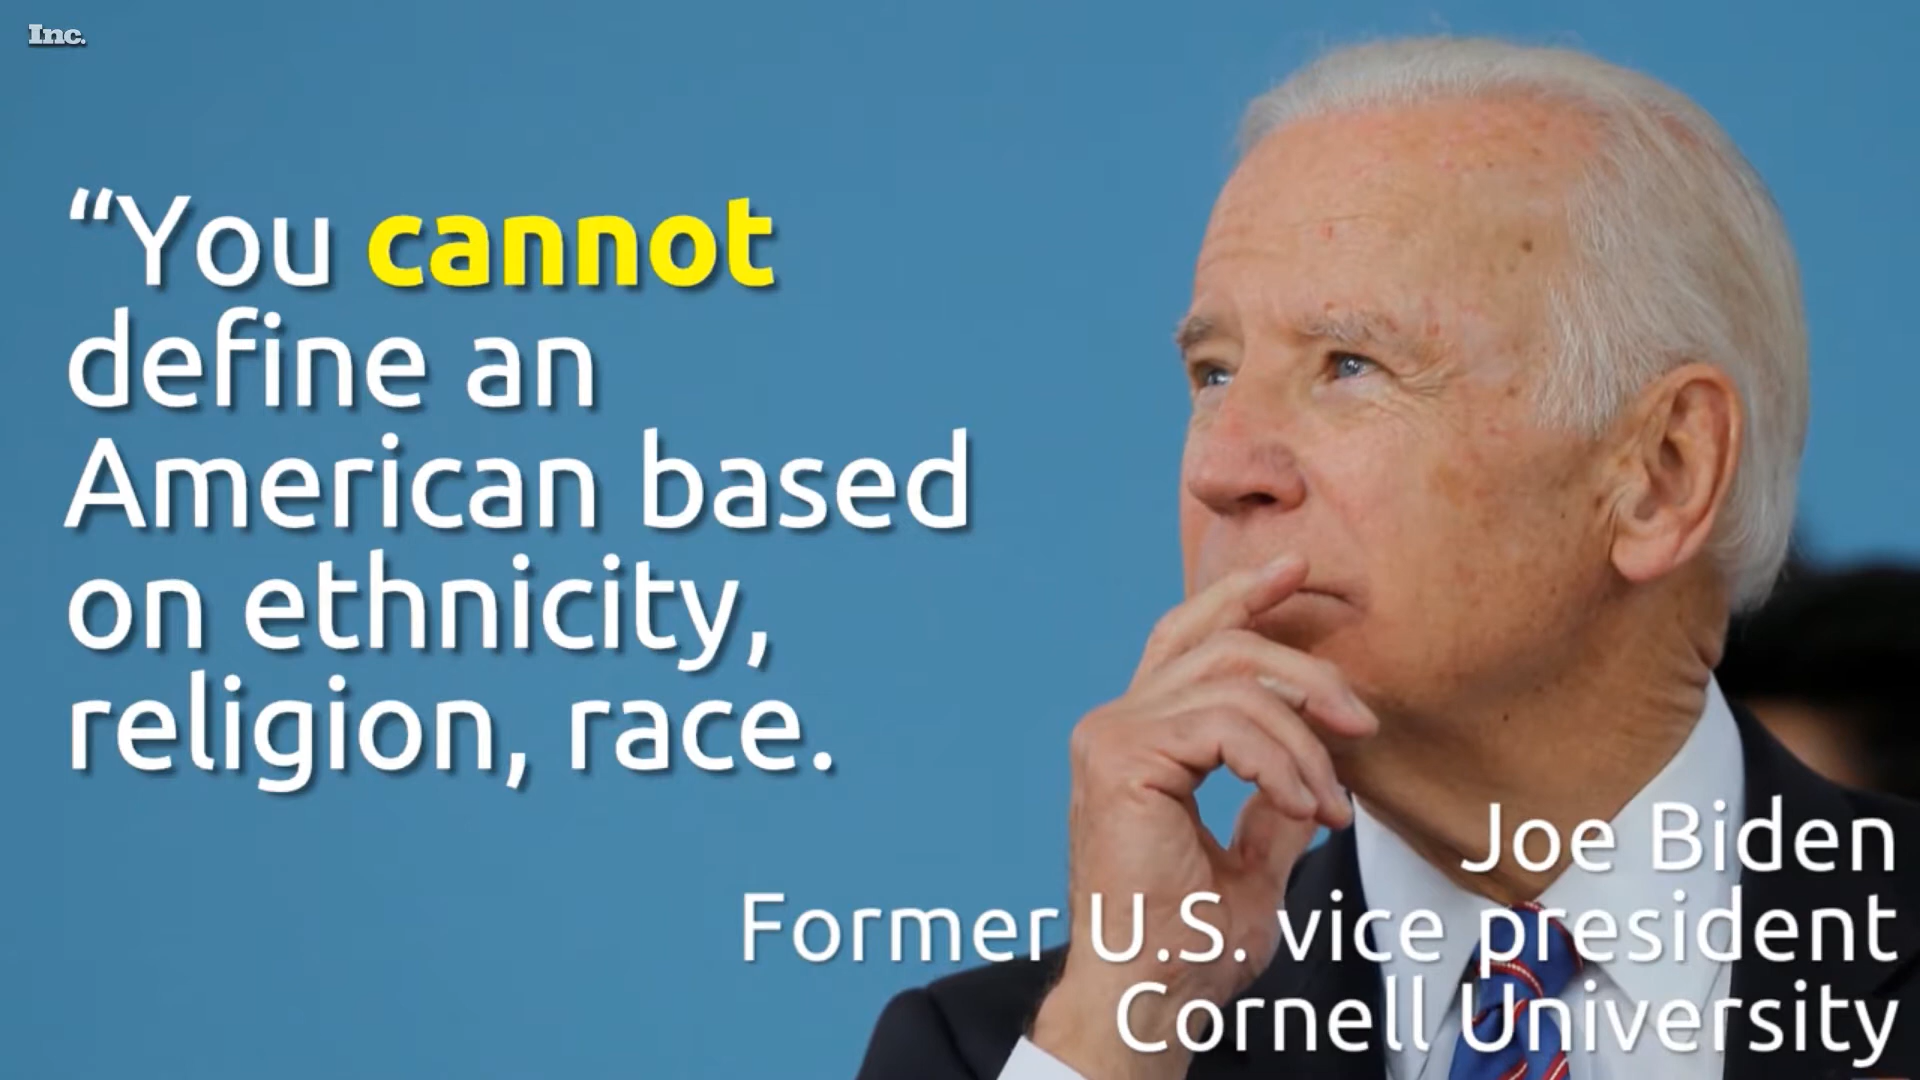 Inc.
“You cannot
define an
American based
on ethnicity,
religion, race.
Joe Biden
Former U.S. vice president
Cornell University